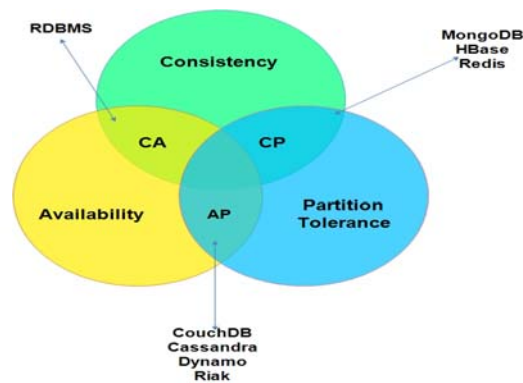 RDBMS
MongoDB
HBase
Redis
Consistency
CA
CP
Availability
AP
Partition
Tolerance
CouchDB
Cassandra
Dynamo
Riak